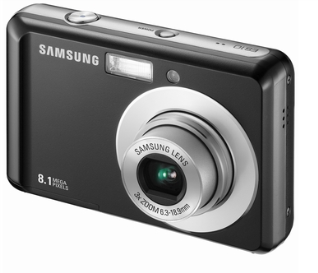 SAMSUNG
SAMSUNG LENS
8.1 MEGA
PIXELS
3x ZOOM 6.3-18.9mm